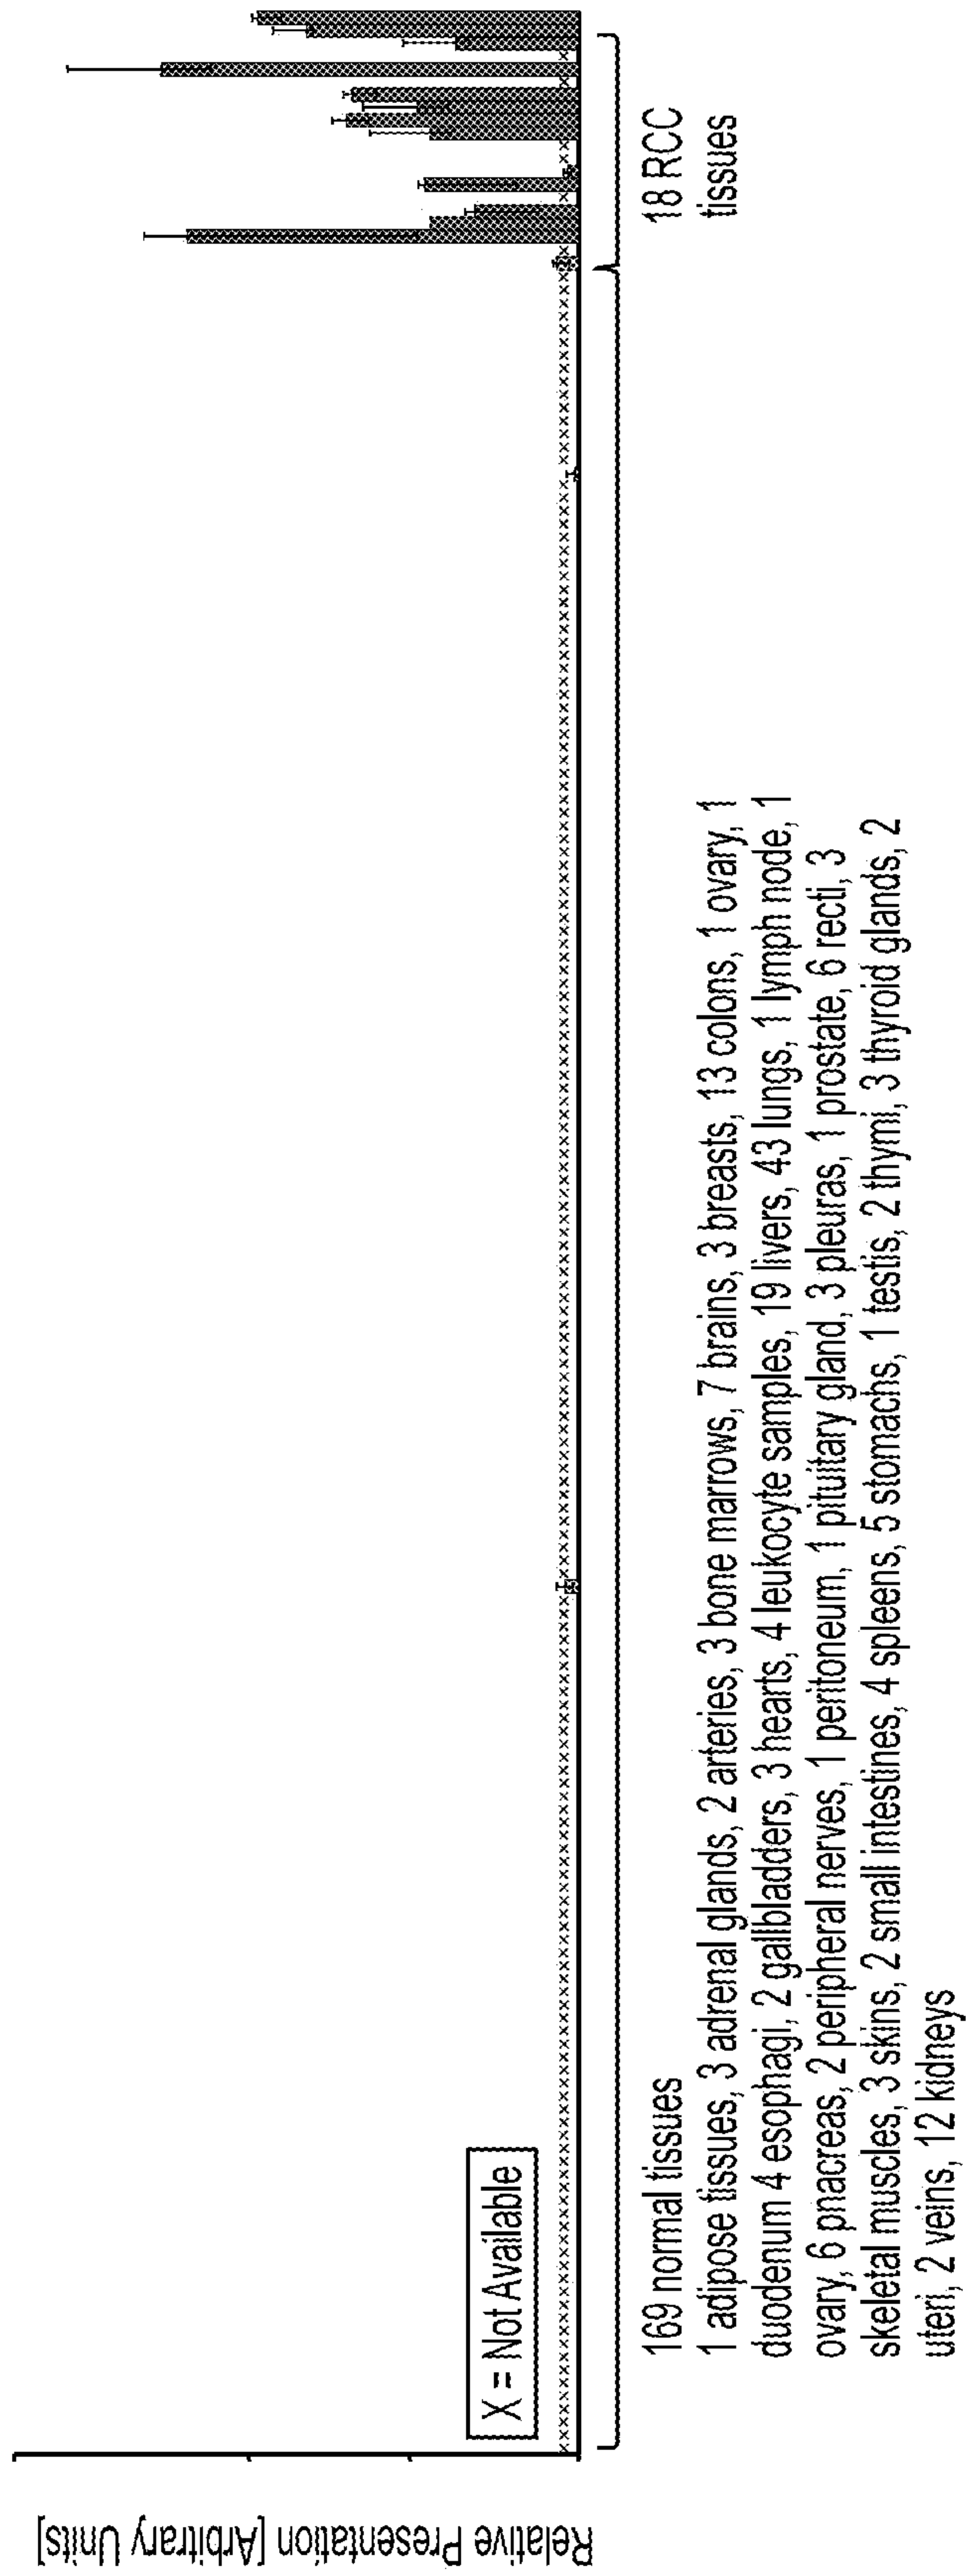 Relative Presentation [Arbitrary Units]
X = Not Available
169 normal tissues
1 adipose tissues, 3 adrenal glands, 2 arteries, 3 bone marrows, 7 brains, 3 breasts, 13 colons, 1 ovary, 1
duodenum 4 esophagi, 2 gallbladders, 3 hearts, 4 leukocyte samples, 19 livers, 43 lungs, 1 lymph node, 1
ovary, 6 pnacreas, 2 peripheral nerves, 1 peritoneum, 1 pituitary gland, 3 pleuras, 1 prostate, 6 recti, 3
skeletal muscles, 3 skins, 2 small intestines, 4 spleens, 5 stomachs, 1 testis, 2 thymi, 3 thyroid glands, 2
uteri, 2 veins, 12 kidneys
18 RCC
tissues